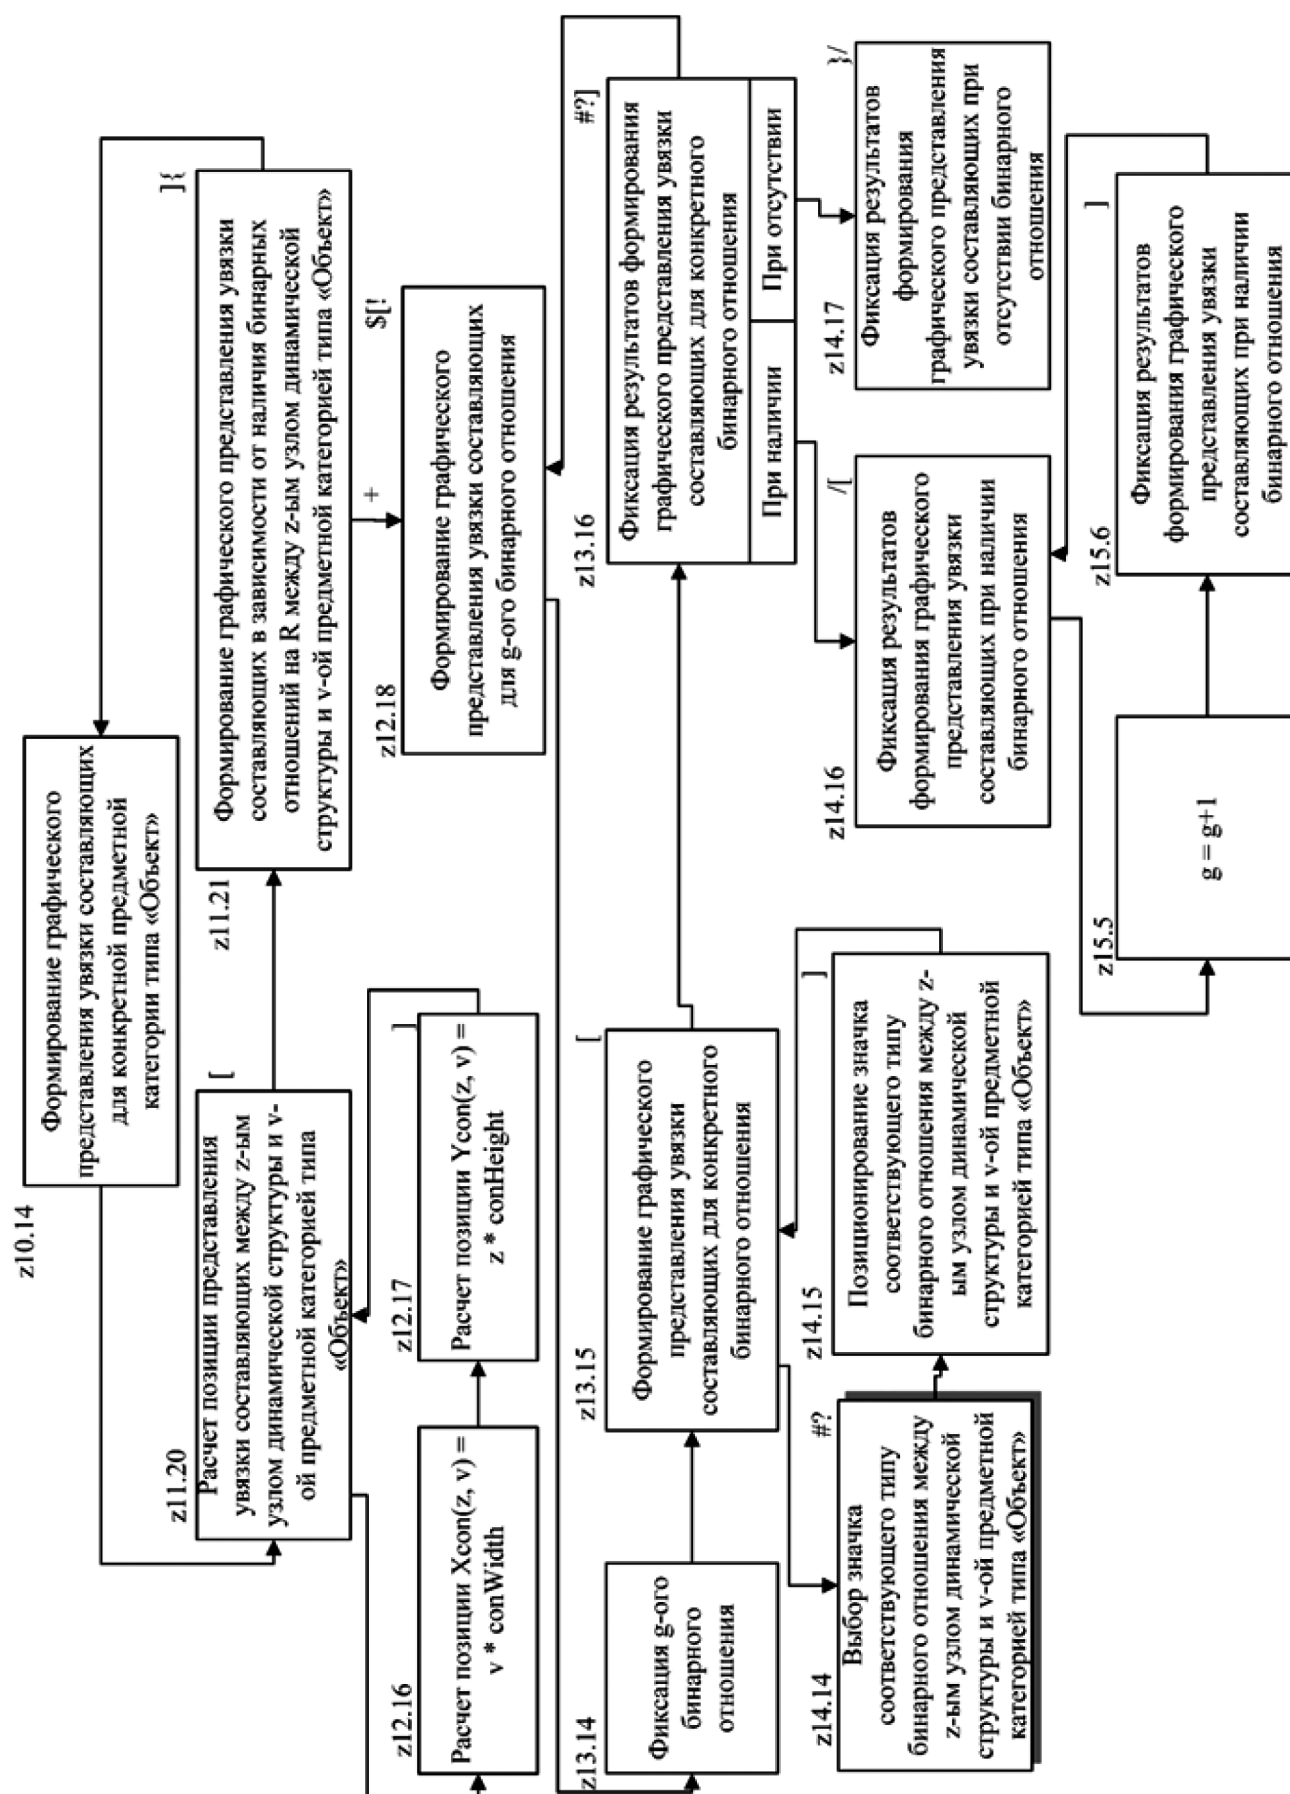 z10.14
Формирование графического
представления увязки составляющих
для конкретной предметной
категории типа «Объект»
z11.20
[
Расчет позиции представления
увязки составляющих между z-ым
узлом динамической структуры и v-
ой предметной категорией типа
«Объект»
z11.21
]{
Формирование графического представления увязки
составляющих в зависимости от наличия бинарных
отношений на R между z-ым узлом динамической
структуры и v-ой предметной категорией типа «Объект»
+
z12.16
Расчет позиции Xcon(z, v) =
v * conWidth
z12.17
]
Расчет позиции Ycon(z, v) =
z * conHeight
z12.18
$[!
Формирование графического
представления увязки составляющих
для g-ого бинарного отношения
z13.14
Фиксация g-ого
бинарного
отношения
z13.15
[
Формирование графического
представления увязки
составляющих для конкретного
бинарного отношения
z13.16
#?]
Фиксация результатов формирования
графического представления увязки
составляющих для конкретного
бинарного отношения
При наличии
При отсутствии
z14.14
#?
Выбор значка
соответствующего типу
бинарного отношения между
z-ым узлом динамической
структуры и v-ой предметной
категорией типа «Объект»
z14.15
]
Позиционирование значка
соответствующего типу
бинарного отношения между z-
ым узлом динамической
структуры и v-ой предметной
категорией типа «Объект»
z14.16
/[
Фиксация результатов
формирования графического
представления увязки
составляющих при наличии
бинарного отношения
z14.17
}/
Фиксация результатов
формирования
графического представления
увязки составляющих при
отсутствии бинарного
отношения
z15.5
g = g+1
z15.6
]
Фиксация результатов
формирования графического
представления увязки
составляющих при наличии
бинарного отношения